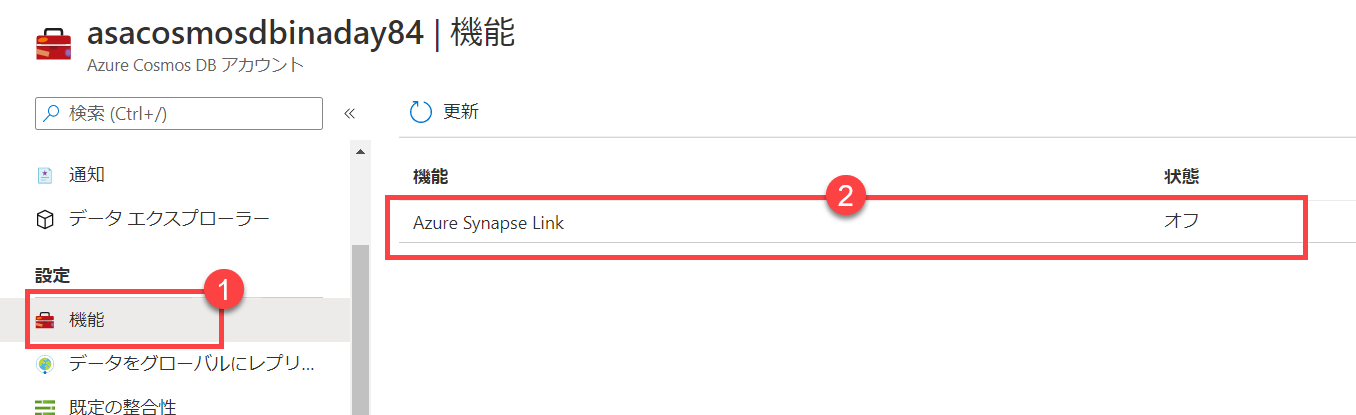 asacosmosdbinaday84 | 機能
Azure Cosmos DB アカウント
検索 (Ctrl+/)
«
更新
通知
データ エクスプローラー
設定
1
機能
データをグローバルにレプリ...
既定の整合性
機能 状態
2
Azure Synapse Link オフ